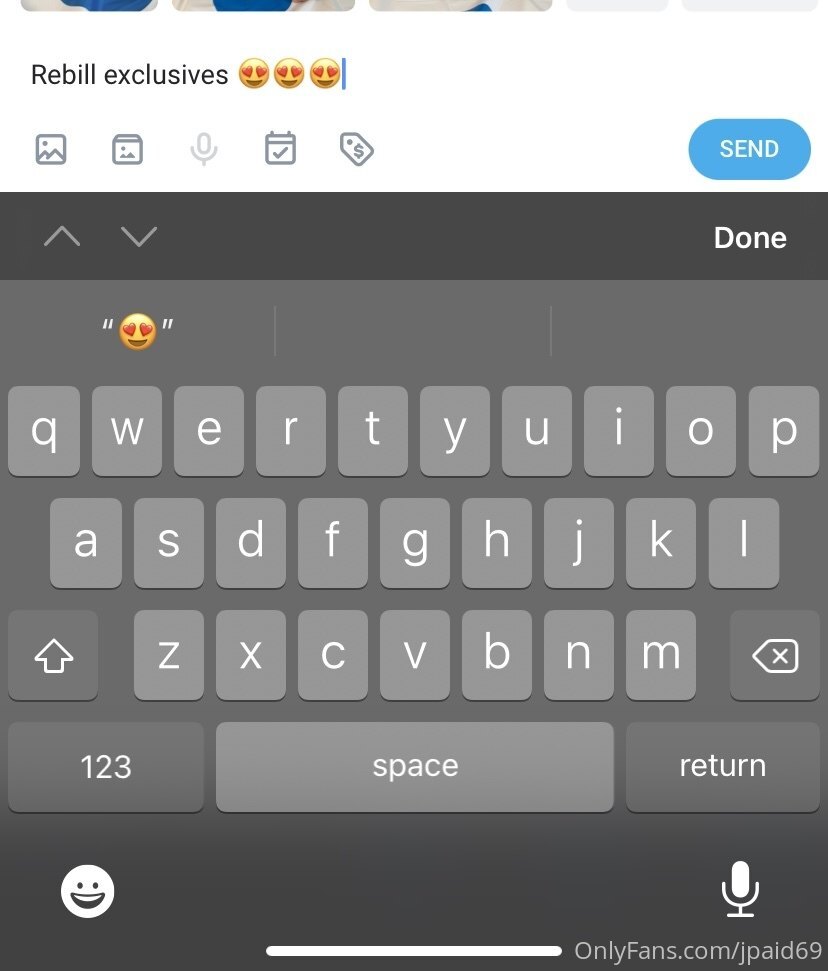 Rebill exclusives 😍😍😍
SEND
Done
“😍”
q w e r t y u i o p
a s d f g h j k l
z x c v b n m
123 space return
OnlyFans.com/jpaid69